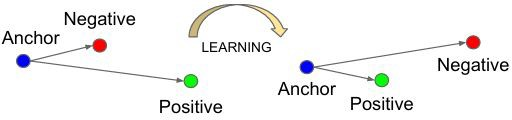 Negative
Anchor
Positive
LEARNING
Anchor
Positive
Negative